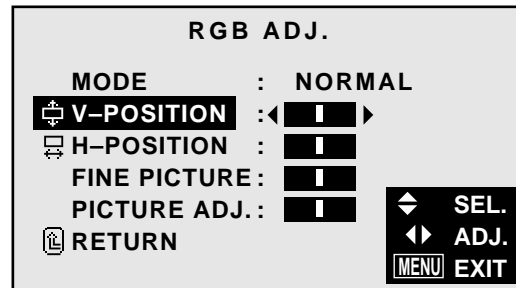 RGB ADJ.
MODE : NORMAL
V–POSITION :
H–POSITION :
FINE PICTURE :
PICTURE ADJ. :
RETURN
SEL.
ADJ.
MENU EXIT